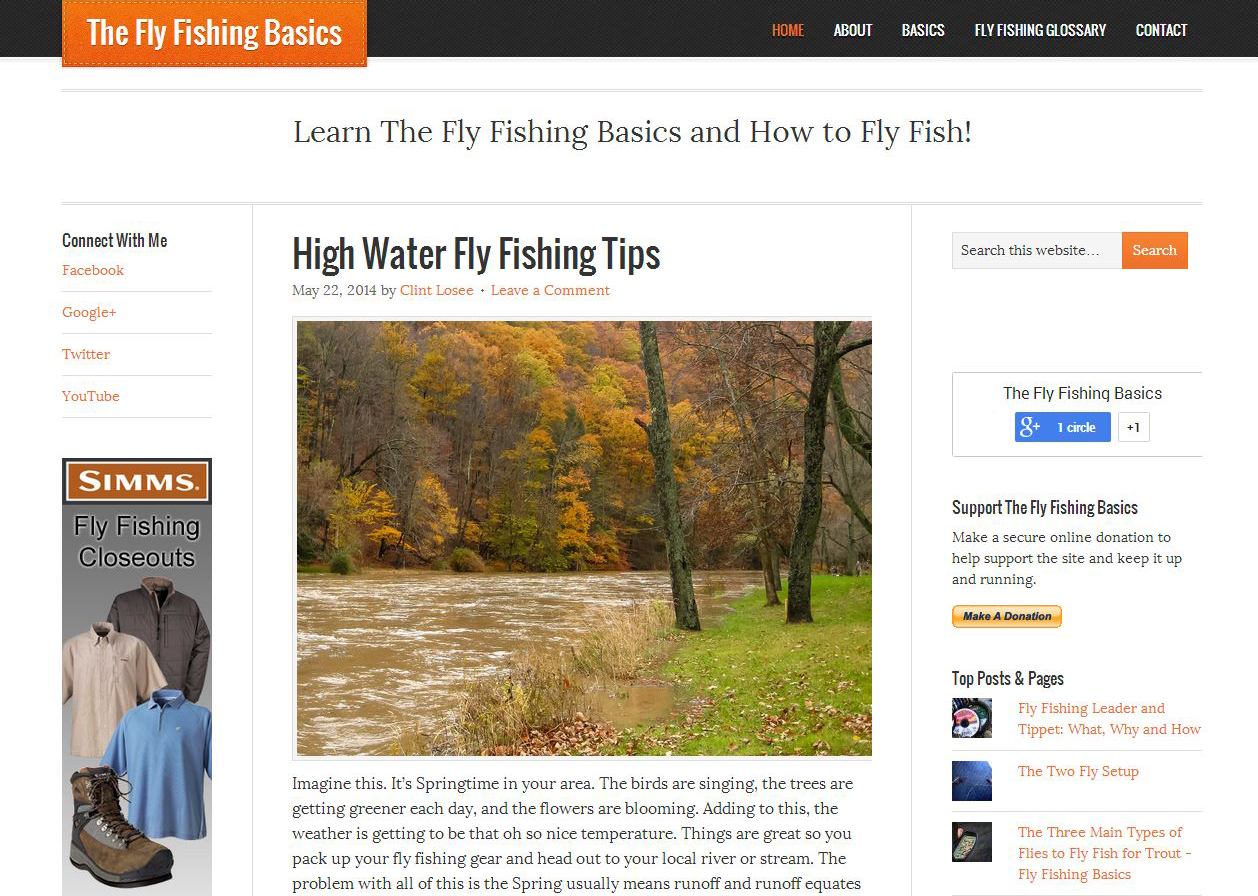 The Fly Fishing Basics
HOME
ABOUT
BASICS
FLY FISHING GLOSSARY
CONTACT
Learn The Fly Fishing Basics and How to Fly Fish!
Connect With Me
Facebook
Google+
Twitter
YouTube
SIMMS.
Fly Fishing
Closeouts
High Water Fly Fishing Tips
May 22, 2014 by Clint Losee · Leave a Comment
Imagine this. It's Springtime in your area. The birds are singing, the trees are
getting greener each day, and the flowers are blooming. Adding to this, the
weather is getting to be that oh so nice temperature. Things are great so you
pack up your fly fishing gear and head out to your local river or stream. The
problem with all of this is the Spring usually means runoff and runoff equates
Search this website…
Search
The Fly Fishing Basics
g+ 1 circle
+1
Support The Fly Fishing Basics
Make a secure online donation to
help support the site and keep it up
and running.
Make A Donation
Top Posts & Pages
Fly Fishing Leader and
Tippet: What, Why and How
The Two Fly Setup
The Three Main Types of
Flies to Fly Fish for Trout -
Fly Fishing Basics